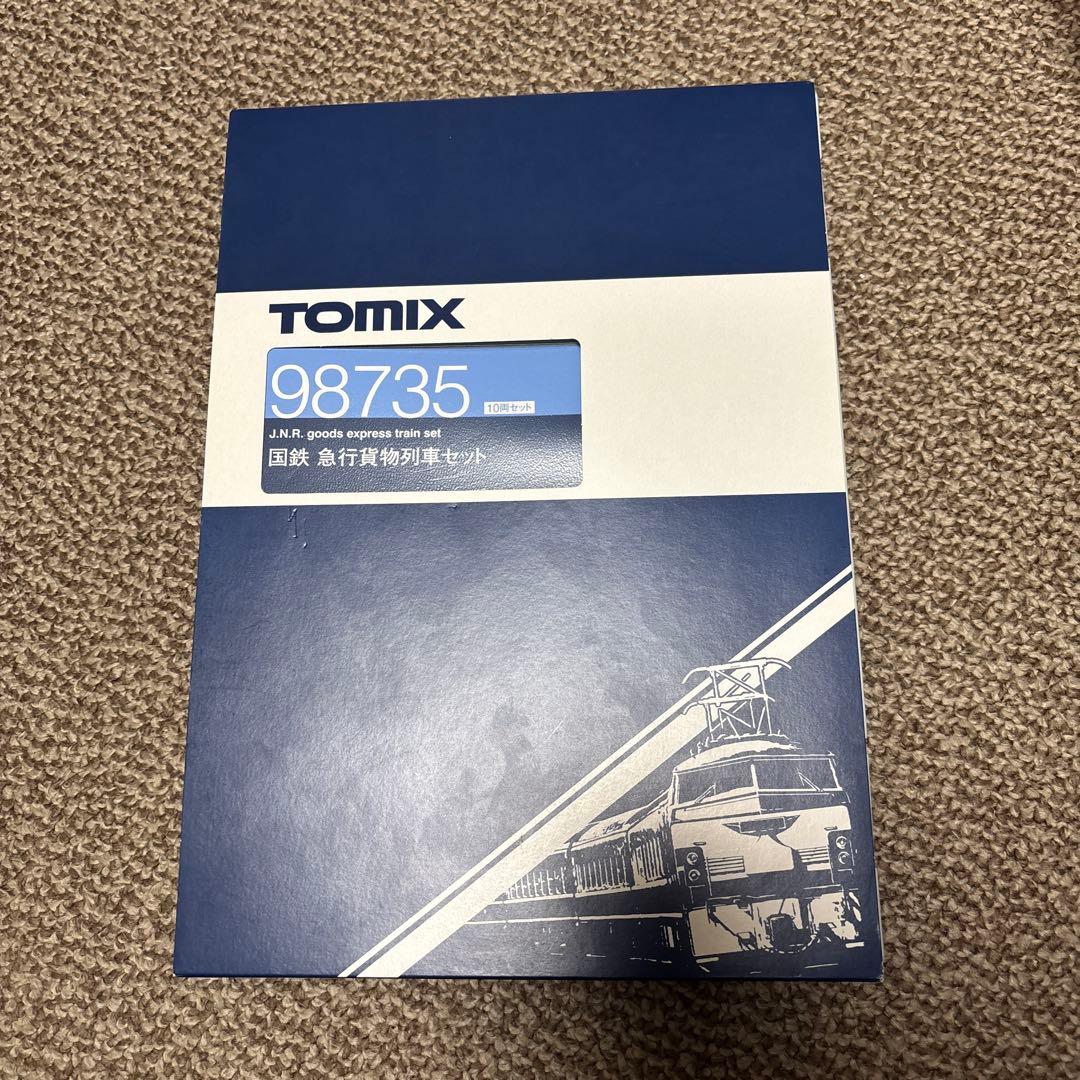 TOMIX
98735 10両セット
J.N.R. goods express train set
国鉄 急行貨物列車セット